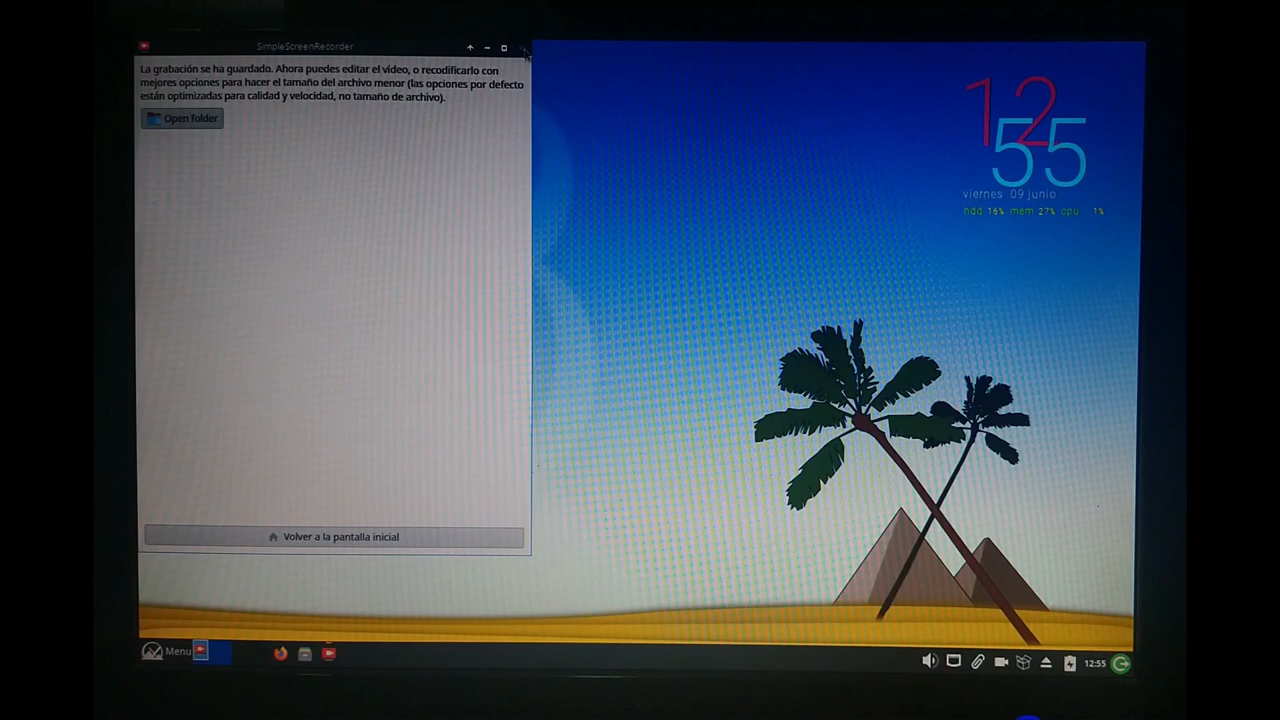 SimpleScreenRecorder
La grabación se ha guardado. Ahora puedes editar el vídeo, o recodificarlo con
mejores opciones para hacer el tamaño del archivo menor (las opciones por defecto
están optimizadas para calidad y velocidad, no tamaño de archivo).
Open folder
12
55
viernes 09 junio
hdd 16% mem 27% cpu 1%
Volver a la pantalla inicial
Menu
12:55